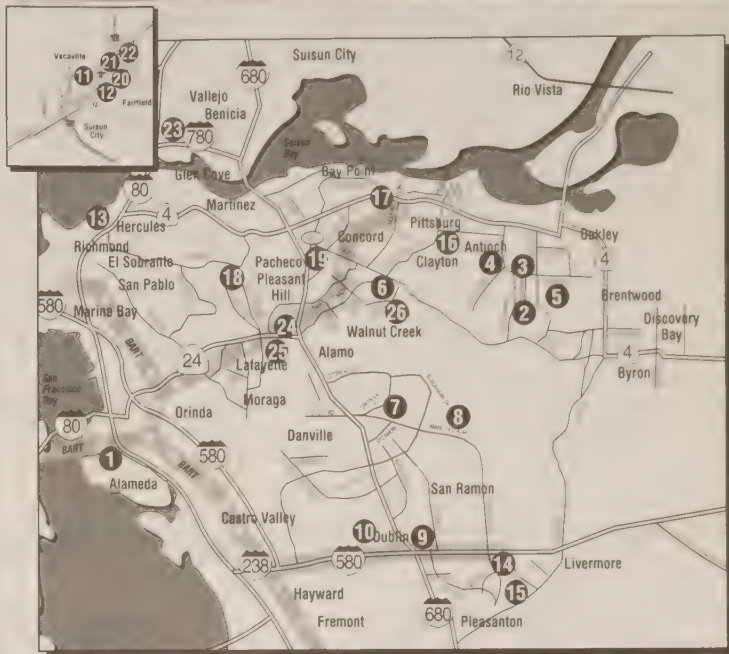 Vacaville
22
21
11
20
12
Fairfield
Suisun
City
Suisun City
12
680
Rio Vista
Vallejo
Benicia
23
780
Suisun
Bay
Glen Cove
Bay Point
80
Martinez
17
4
13
Hercules
4
Pittsburg
Richmond
Concord
16
Antioch
Oakley
El Sobrante
Pacheco
19
Clayton
4
3
4
San Pablo
18
Pleasant
Hill
6
5
Brentwood
580
Marina Bay
26
2
Discovery
Bay
24
Walnut Creek
BART
24
25
Alamo
4
Lafayette
Byron
San
Francisco
Bay
Moraga
7
8
80
Orinda
Danville
BART
BART
580
1
Alameda
San Ramon
Castro Valley
10
Dublin
9
238
580
14
Livermore
Hayward
15
Fremont
680
Pleasanton